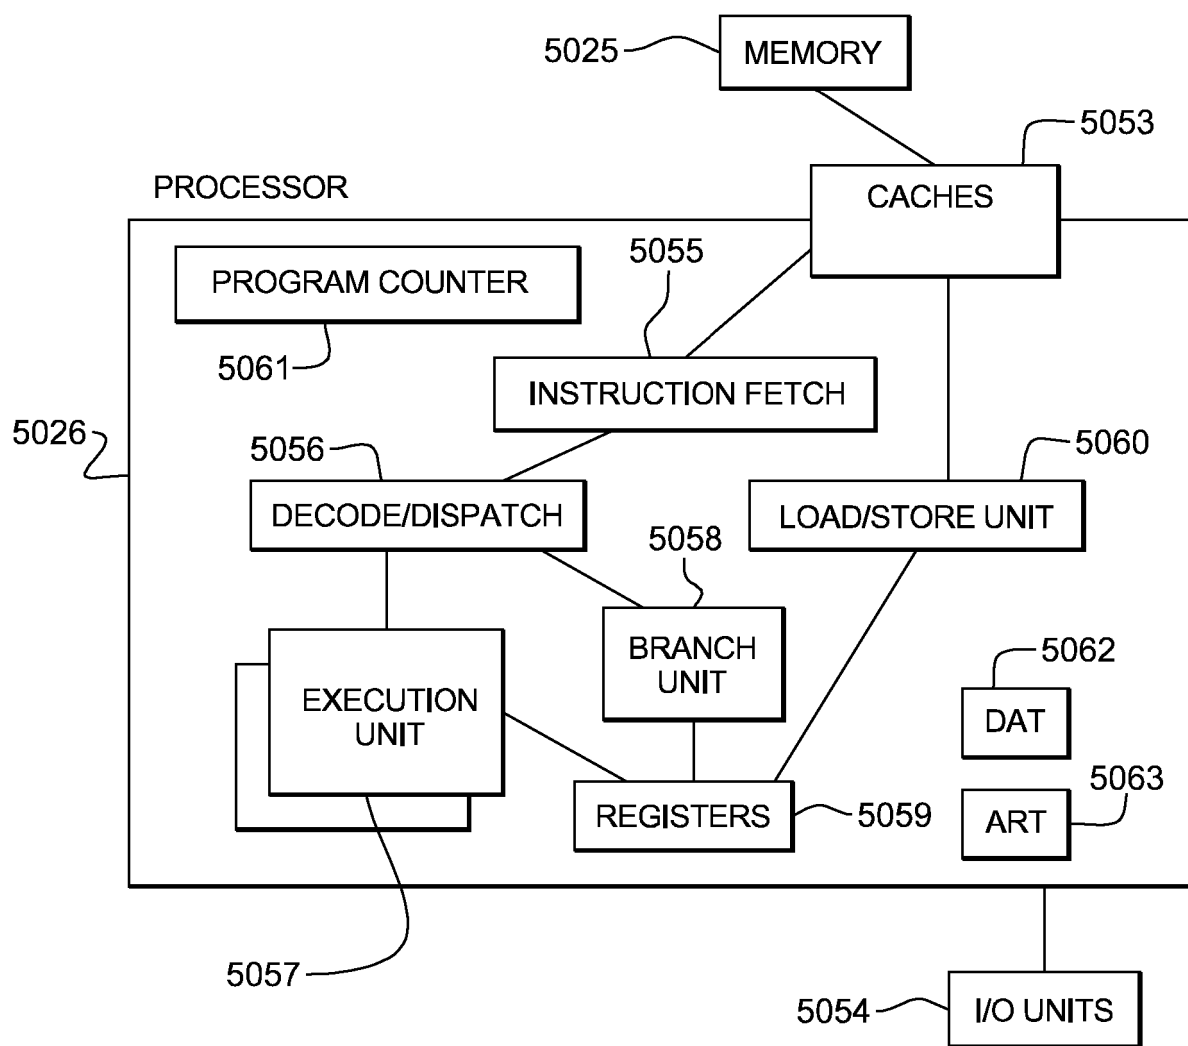 5025
MEMORY
5053
PROCESSOR
CACHES
PROGRAM COUNTER
5055
5061
INSTRUCTION FETCH
5026
5056
5060
DECODE/DISPATCH
LOAD/STORE UNIT
5058
BRANCH
UNIT
EXECUTION
UNIT
5062
DAT
REGISTERS
5059
5063
ART
5057
5054
I/O UNITS